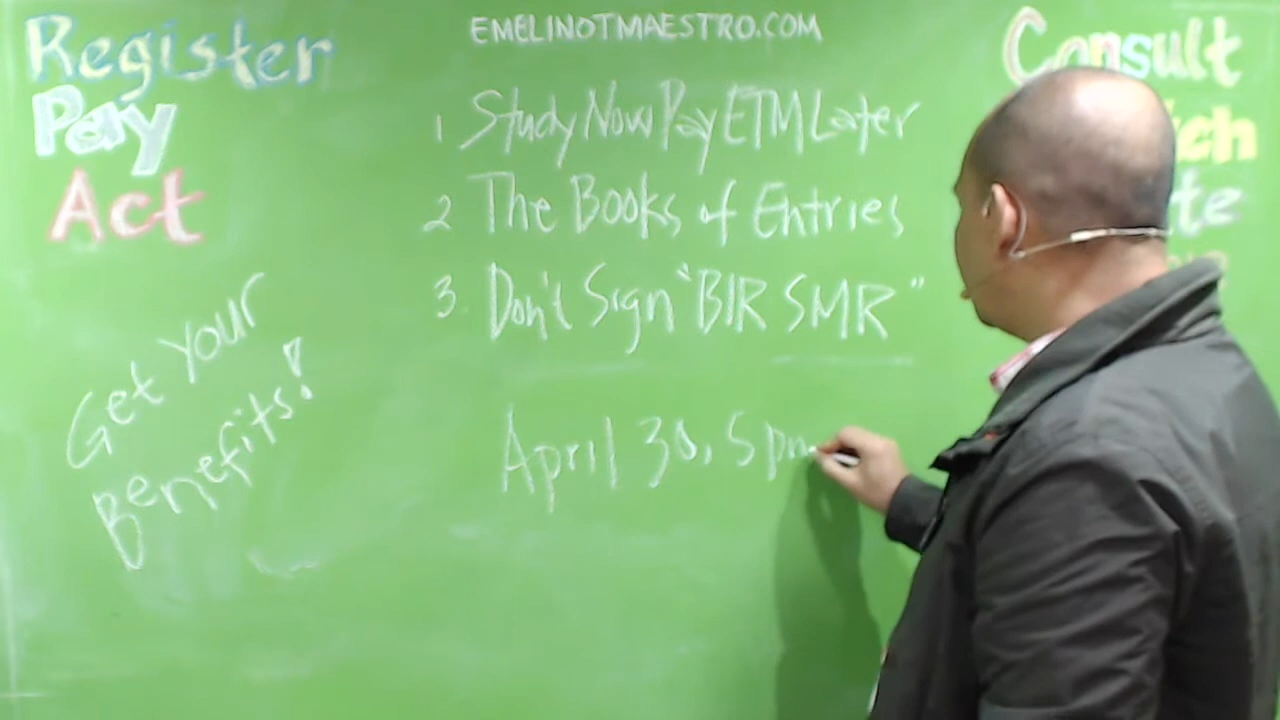 Register
Pay
Act
Get Your
Benefits!
EMELINOTMAESTRO.COM
1 Study Now Pay ETM Later
2 The Books of Entries
3. Don't Sign "BIR SMR"
April 30, 5pm
Consult